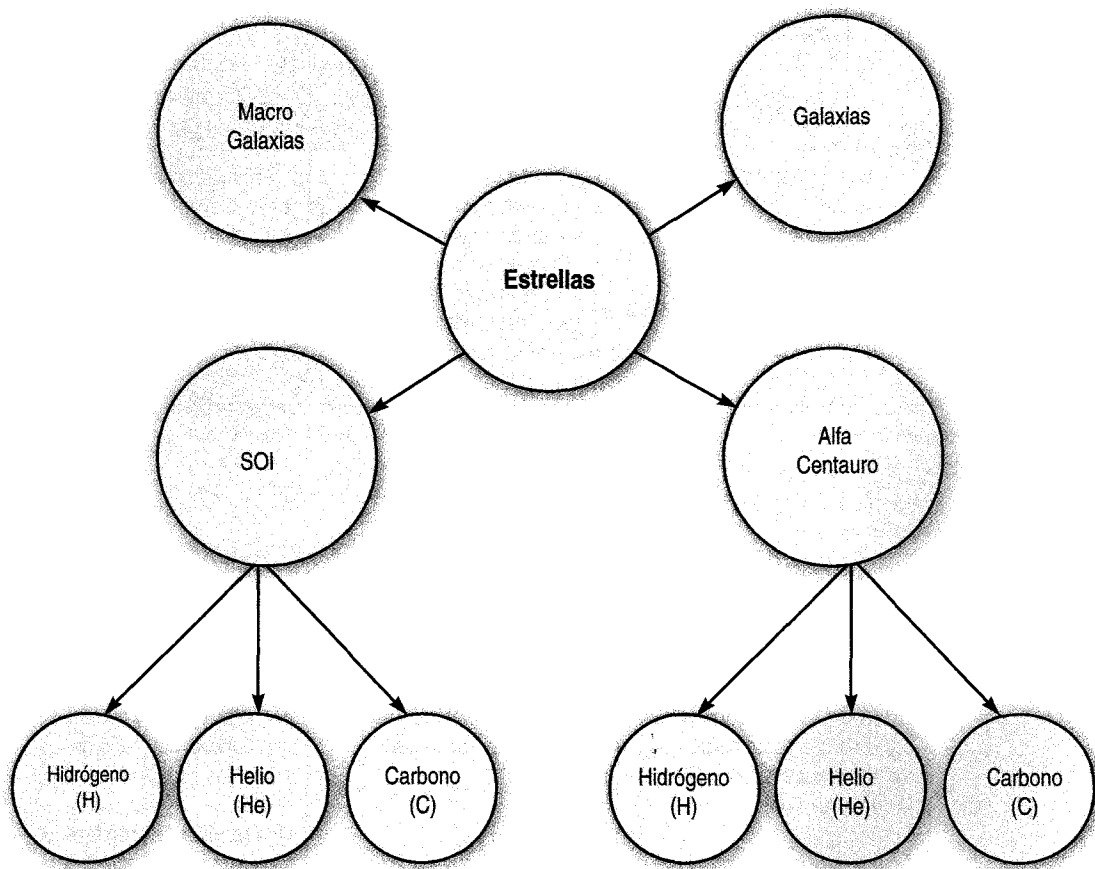 Macro
Galaxias
Galaxias
Estrellas
SOl
Alfa
Centauro
Hidrógeno
(H)
Helio
(He)
Carbono
(C)
Hidrógeno
(H)
Helio
(He)
Carbono
(C)